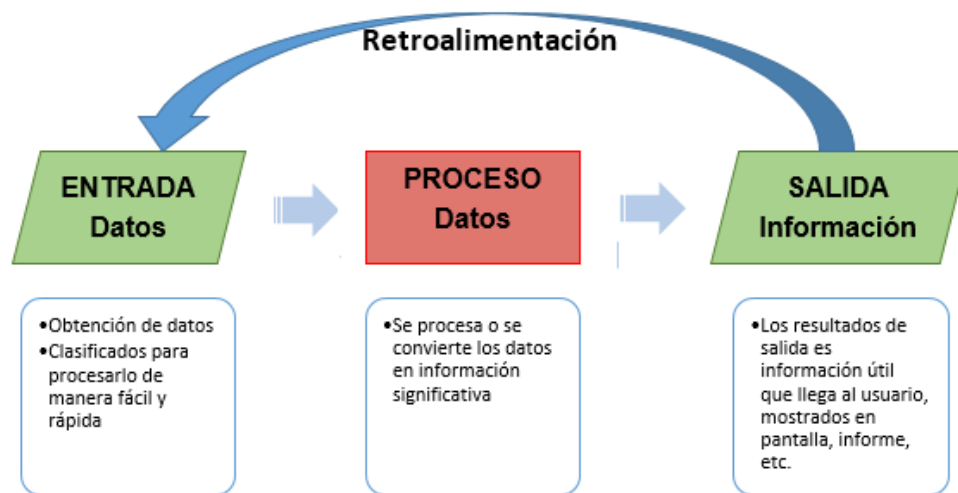 Retroalimentación
ENTRADA
Datos
PROCESO
Datos
SALIDA
Información
•Obtención de datos
•Clasificados para
procesarlo de
manera fácil y
rápida
•Se procesa o se
convierte los datos
en información
significativa
•Los resultados de
salida es
información útil
que llega al usuario,
mostrados en
pantalla, informe,
etc.